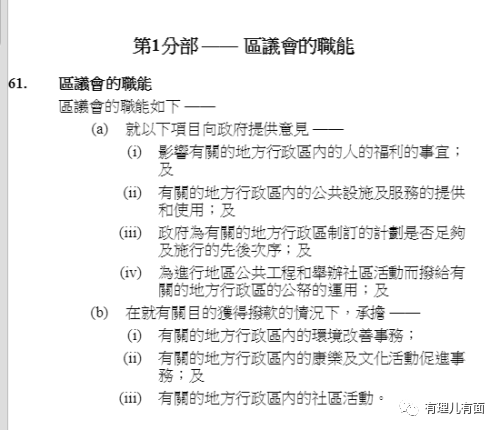 第1分部 —— 區議會的職能
61. 區議會的職能
區議會的職能如下 ——
(a) 就以下項目向政府提供意見 ——
(i) 影響有關的地方行政區內的人的福利的事宜；
及
(ii) 有關的地方行政區內的公共設施及服務的提供
和使用；及
(iii) 政府為有關的地方行政區制訂的計劃是否足夠
及施行的先後次序；及
(iv) 為進行地區公共工程和舉辦社區活動而撥給有
關的地方行政區的公帑的運用；及
(b) 在就有關目的獲得撥款的情況下，承擔 ——
(i) 有關的地方行政區內的環境改善事務；
(ii) 有關的地方行政區內的康樂及文化活動促進事
務；及
(iii) 有關的地方行政區內的社區活動。
有理儿有面